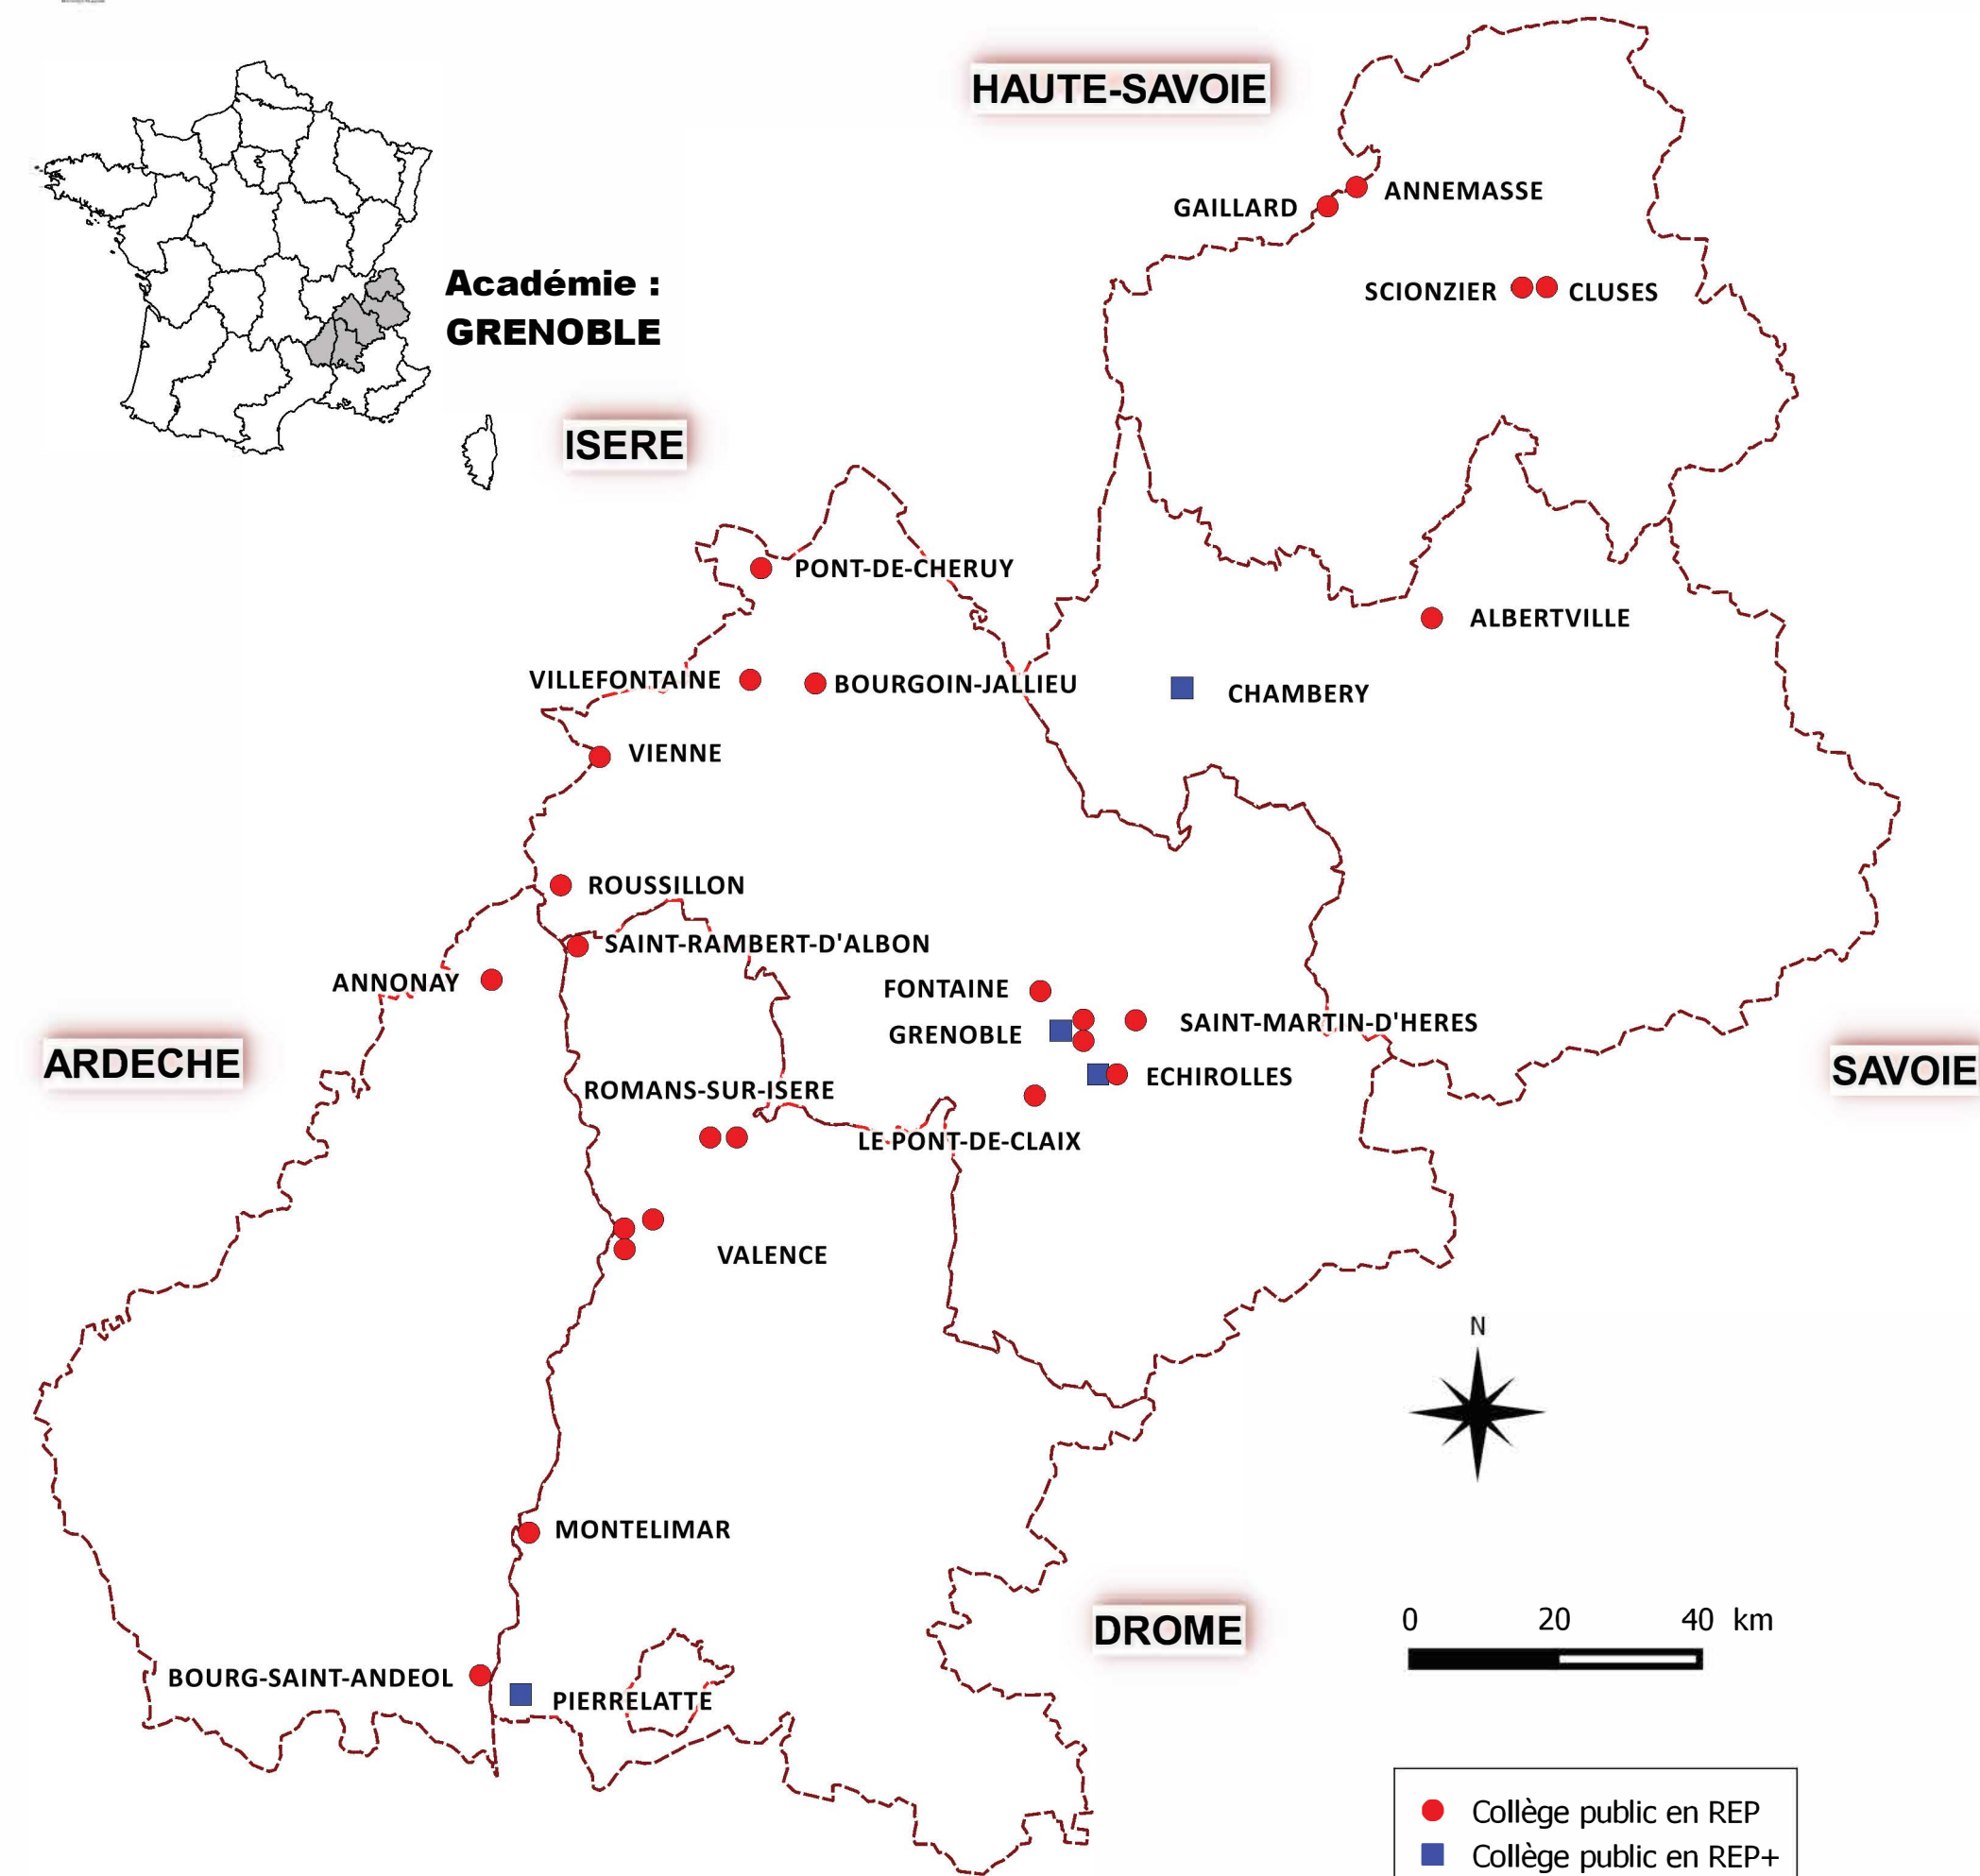 HAUTE-SAVOIE
ANNEMASSE
GAILLARD
Académie :
GRENOBLE
SCIONZIER
CLUSES
ISERE
PONT-DE-CHERUY
ALBERTVILLE
VILLEFONTAINE
BOURGOIN-JALLIEU
CHAMBERY
VIENNE
ROUSSILLON
SAINT-RAMBERT-D'ALBON
ANNONAY
FONTAINE
SAINT-MARTIN-D'HERES
GRENOBLE
ARDECHE
SAVOIE
ECHIROLLES
ROMANS-SUR-ISERE
LE PONT-DE-CLAIX
VALENCE
N
MONTELIMAR
DROME
0 20 40 km
BOURG-SAINT-ANDEOL
PIERRELATTE
Collège public en REP
Collège public en REP+